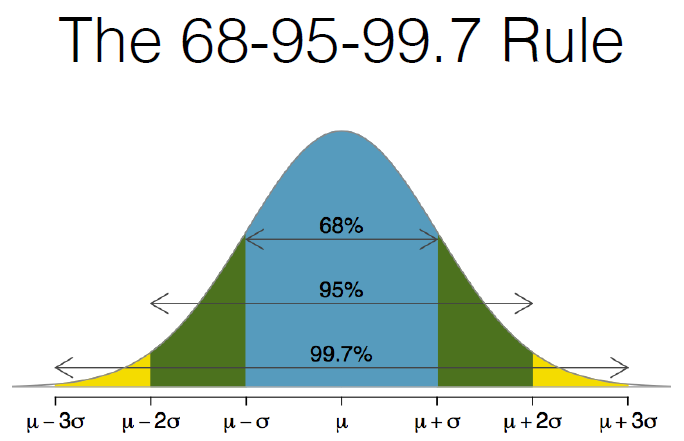 The 68-95-99.7 Rule
68%
95%
99.7%
μ − 3σ μ − 2σ μ − σ μ μ + σ μ + 2σ μ + 3σ